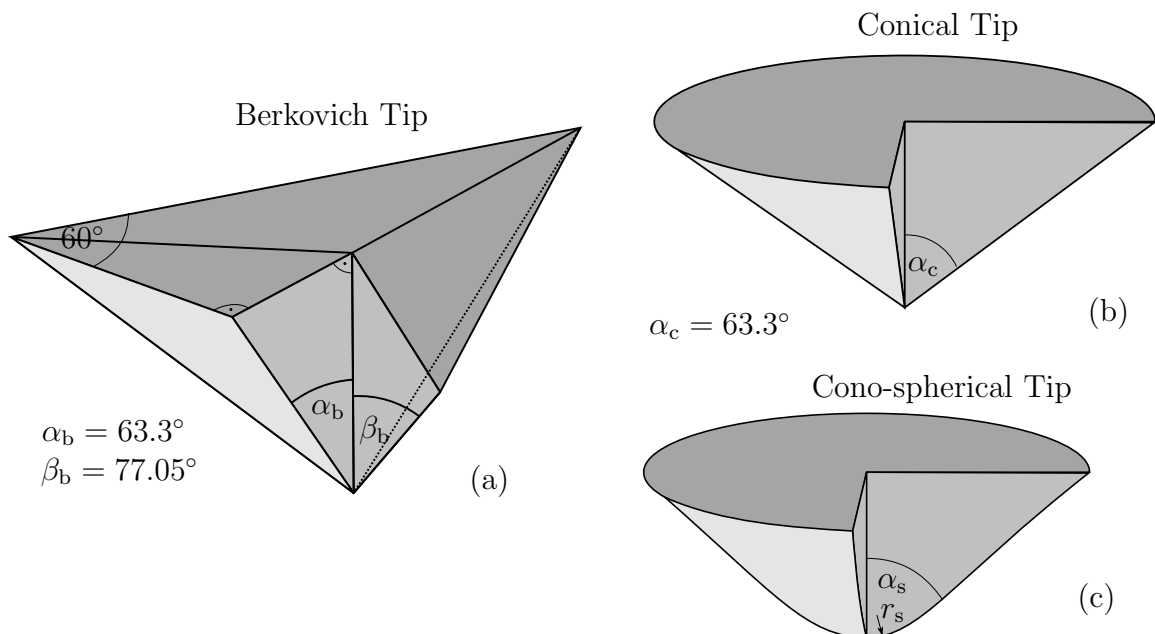 Berkovich Tip
60°
α_b
β_b
α_b = 63.3°
β_b = 77.05°
(a)
Conical Tip
α_c
α_c = 63.3°
(b)
Cono-spherical Tip
α_s
r_s
(c)